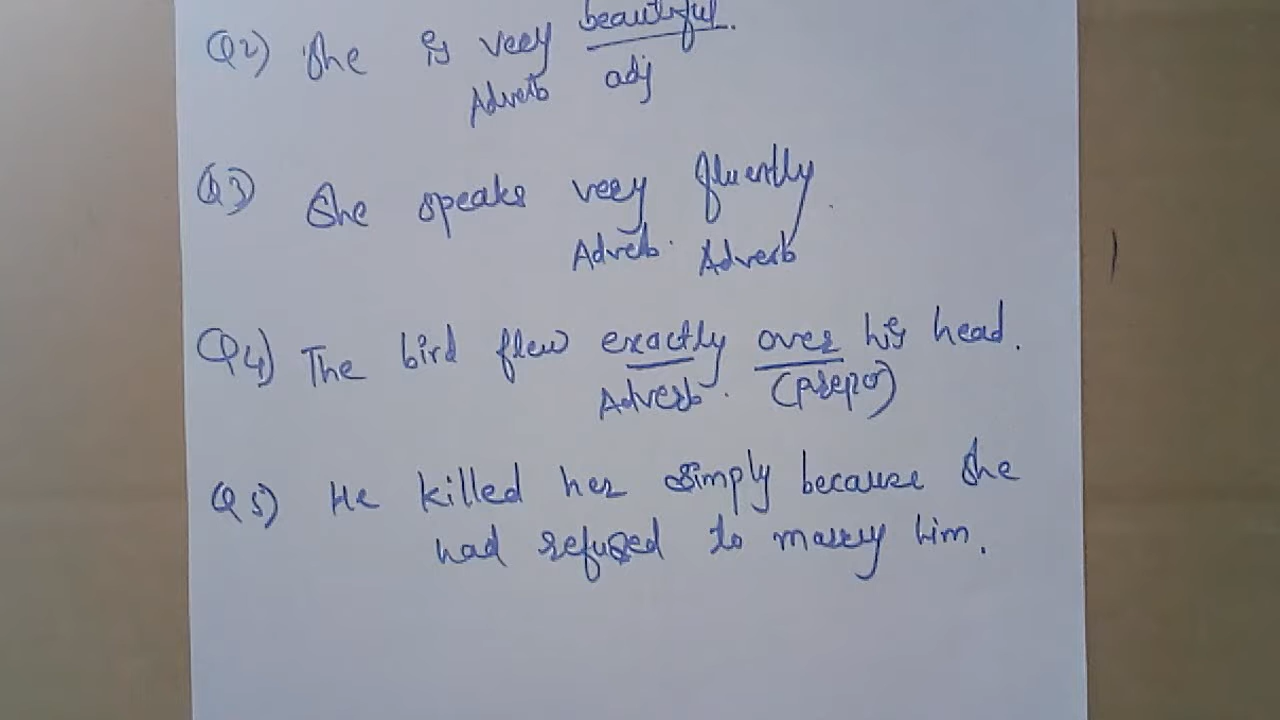 Q2) She is very beautiful.
Adverb adj
Q3) She speaks very fluently.
Adverb. Adverb
Q4) The bird flew exactly over his head.
Adverb. (Prepo)
Q5) He killed her simply because she
had refused to marry him.